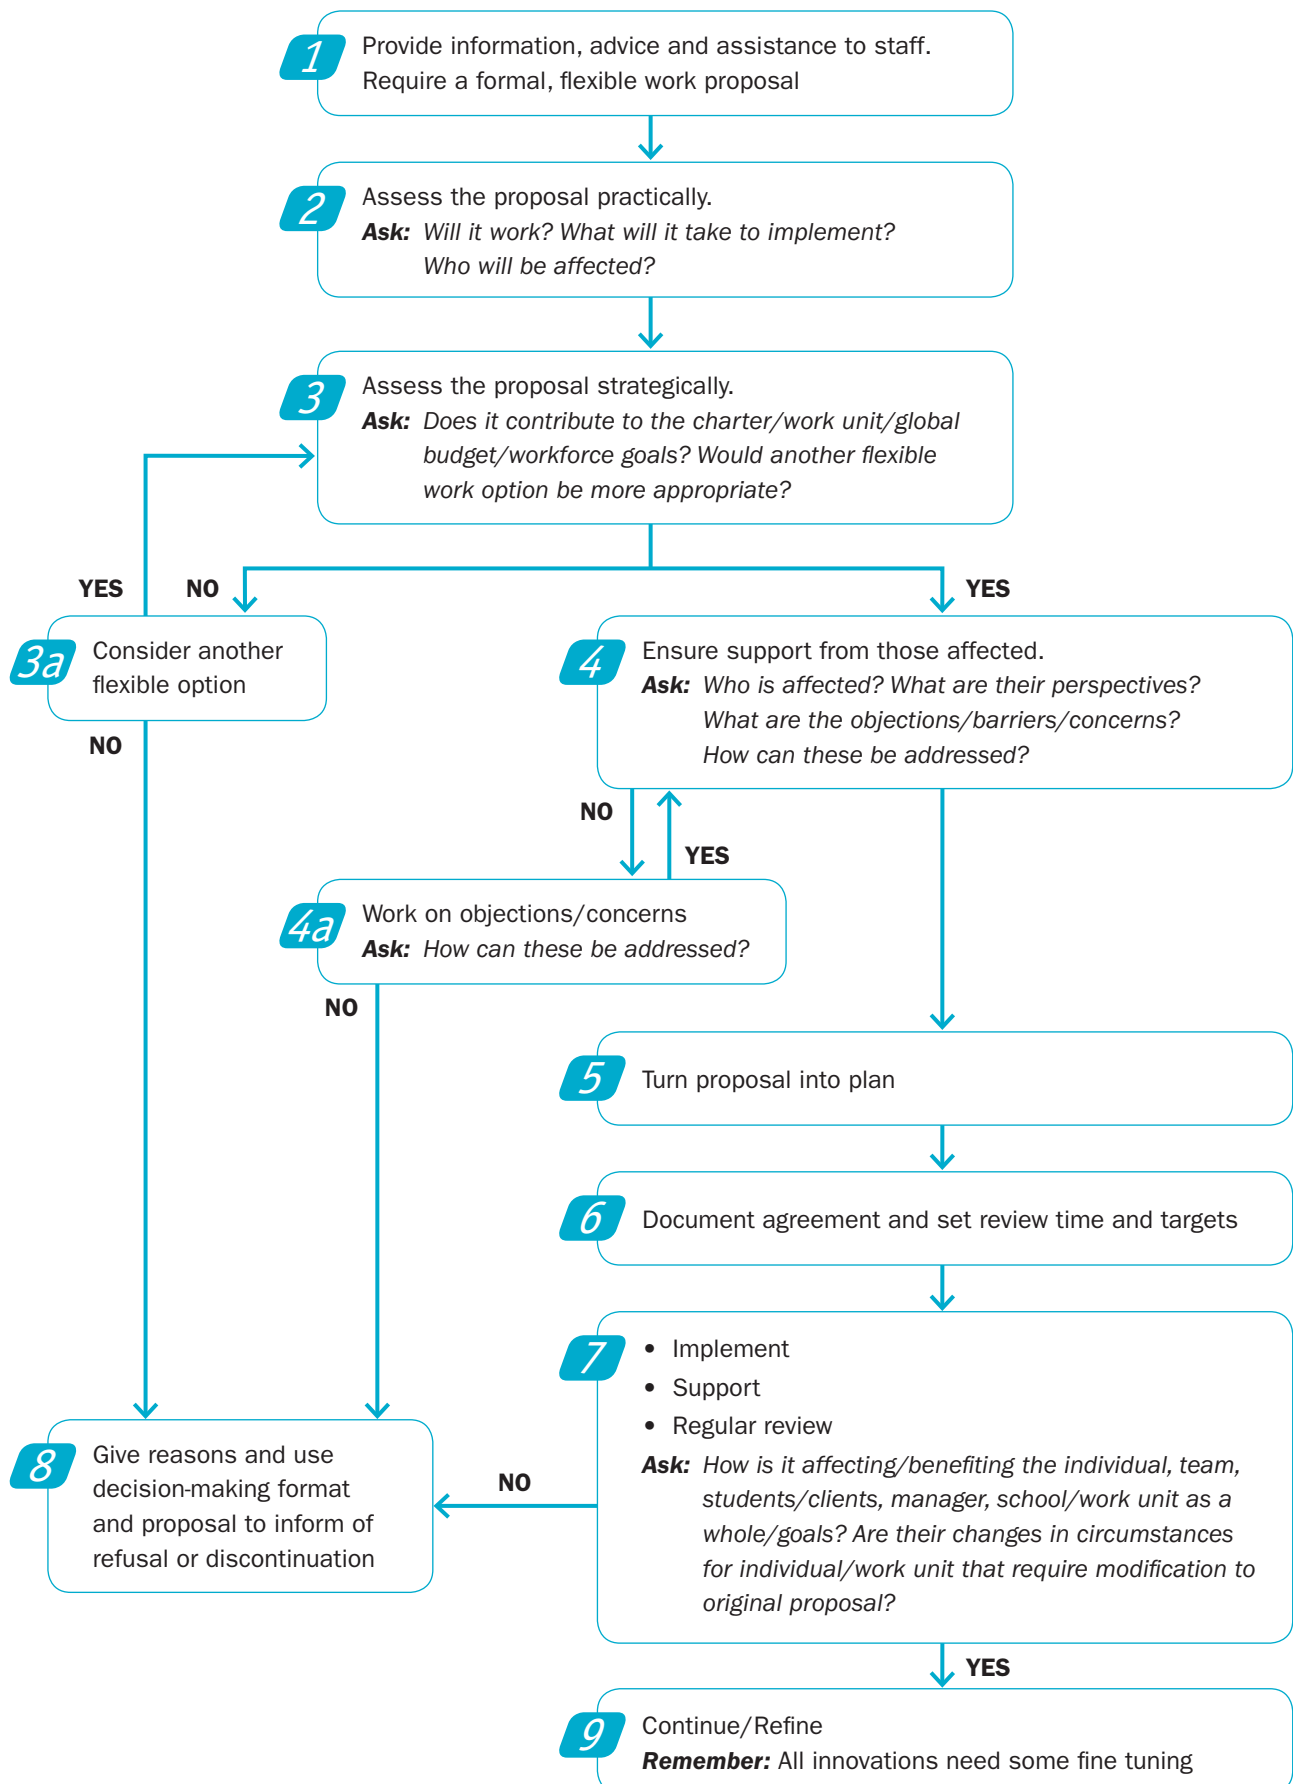 1
Provide information, advice and assistance to staff.
Require a formal, flexible work proposal
2
Assess the proposal practically.
Ask: Will it work? What will it take to implement?
Who will be affected?
3
Assess the proposal strategically.
Ask: Does it contribute to the charter/work unit/global
budget/workforce goals? Would another flexible
work option be more appropriate?
YES
NO
YES
3a
Consider another
flexible option
NO
4
Ensure support from those affected.
Ask: Who is affected? What are their perspectives?
What are the objections/barriers/concerns?
How can these be addressed?
NO
YES
4a
Work on objections/concerns
Ask: How can these be addressed?
NO
5
Turn proposal into plan
6
Document agreement and set review time and targets
7
• Implement
• Support
• Regular review
Ask: How is it affecting/benefiting the individual, team,
students/clients, manager, school/work unit as a
whole/goals? Are their changes in circumstances
for individual/work unit that require modification to
original proposal?
NO
8
Give reasons and use
decision-making format
and proposal to inform of
refusal or discontinuation
YES
9
Continue/Refine
Remember: All innovations need some fine tuning